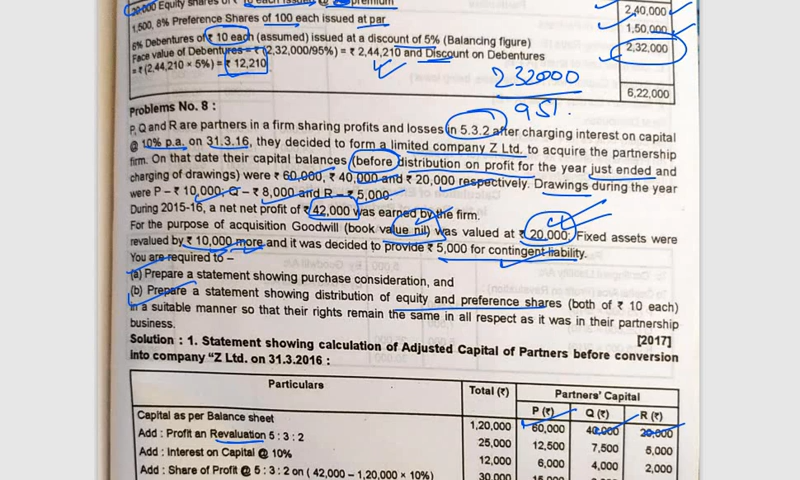 20,000 Equity shares of ₹ 10 each issued @ premium
1,500, 8% Preference Shares of 100 each issued at par
6% Debentures of ₹ 10 each (assumed) issued at a discount of 5% (Balancing figure)
Face value of Debentures = ₹ (2,32,000/95%) = ₹ 2,44,210 and Discount on Debentures
= ₹ (2,44,210 × 5%) = ₹ 12,210
2,40,000
1,50,000
2,32,000
6,22,000
232000
95%
Problems No. 8 :
P, Q and R are partners in a firm sharing profits and losses in 5.3.2 after charging interest on capital
@ 10% p.a. on 31.3.16, they decided to form a limited company Z Ltd. to acquire the partnership
firm. On that date their capital balances (before distribution on profit for the year just ended and
charging of drawings) were ₹ 60,000, ₹ 40,000 and ₹ 20,000 respectively. Drawings during the year
were P – ₹ 10,000; Q – ₹ 8,000 and R – ₹ 5,000.
During 2015-16, a net net profit of ₹ 42,000 was earned by the firm.
For the purpose of acquisition Goodwill (book value nil) was valued at ₹ 20,000; Fixed assets were
revalued by ₹ 10,000 more and it was decided to provide ₹ 5,000 for contingent liability.
You are required to –
(a) Prepare a statement showing purchase consideration, and
(b) Prepare a statement showing distribution of equity and preference shares (both of ₹ 10 each)
in a suitable manner so that their rights remain the same in all respect as it was in their partnership
business. [2017]
Solution : 1. Statement showing calculation of Adjusted Capital of Partners before conversion
into company "Z Ltd. on 31.3.2016 :
Particulars Total (₹) Partners' Capital
P (₹) Q (₹) R (₹)
Capital as per Balance sheet 1,20,000 60,000 40,000 20,000
Add : Profit an Revaluation 5 : 3 : 2 25,000 12,500 7,500 5,000
Add : Interest on Capital @ 10% 12,000 6,000 4,000 2,000
Add : Share of Profit @ 5 : 3 : 2 on ( 42,000 – 1,20,000 × 10%) 30,000